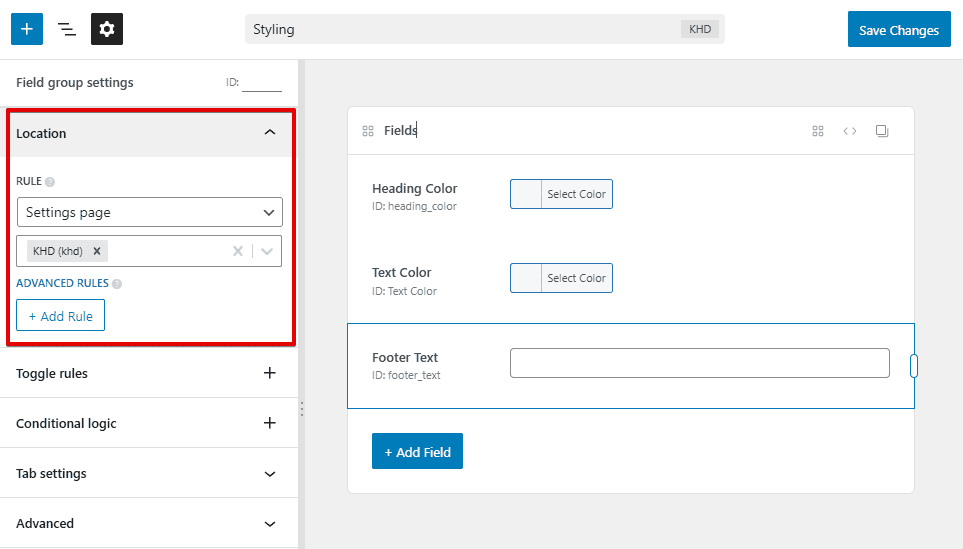 +
Styling
KHD
Save Changes
Field group settings
ID:
Location
RULE
Settings page
KHD (khd) ×
ADVANCED RULES
+ Add Rule
Toggle rules
Conditional logic
Tab settings
Advanced
Fields
Heading Color
ID: heading_color
Select Color
Text Color
ID: Text Color
Select Color
Footer Text
ID: footer_text
+ Add Field